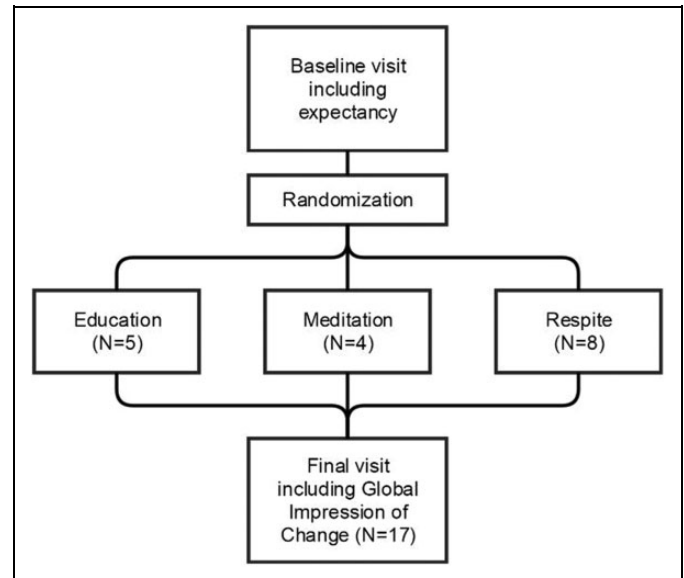 Baseline visit
including
expectancy
Randomization
Education
(N=5)
Meditation
(N=4)
Respite
(N=8)
Final visit
including Global
Impression of
Change (N=17)